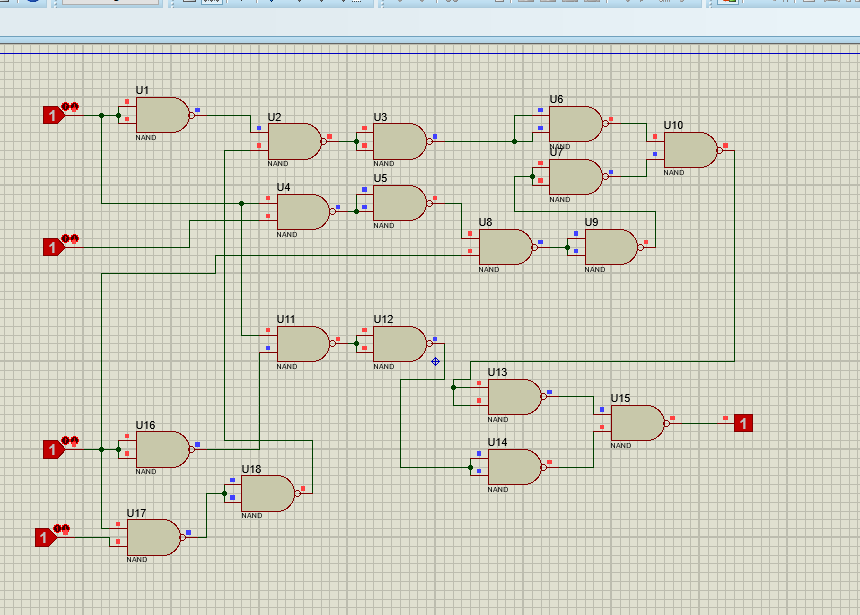 U1
1
NAND
U2
NAND
U3
NAND
U6
NAND
U7
NAND
U10
NAND
U4
NAND
U5
NAND
1
U8
NAND
U9
NAND
U11
NAND
U12
NAND
U13
NAND
U15
NAND
1
U16
1
NAND
U14
NAND
U18
NAND
U17
1
NAND